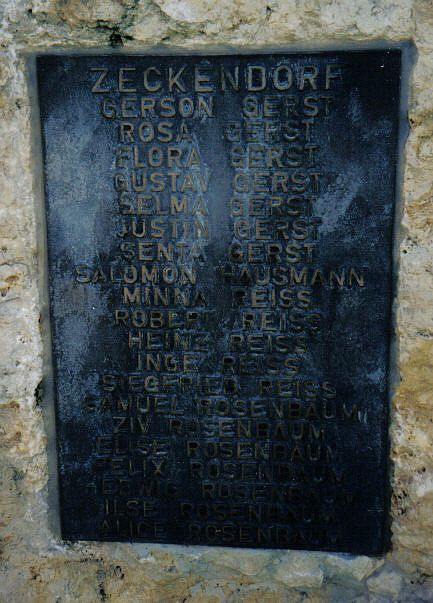 ZECKENDORF
GERSON GERST
ROSA GERST
FLORA GERST
GUSTAV GERST
SELMA GERST
JUSTIN GERST
SENTA GERST
SALOMON HAUSMANN
MINNA REISS
ROBERT REISS
HEINZ REISS
INGE REISS
SIEGFRIED REISS
SAMUEL ROSENBAUM
ZIV ROSENBAUM
ELISE ROSENBAUM
FELIX ROSENBAUM
HEDWIG ROSENBAUM
ILSE ROSENBAUM
ALICE ROSENBAUM